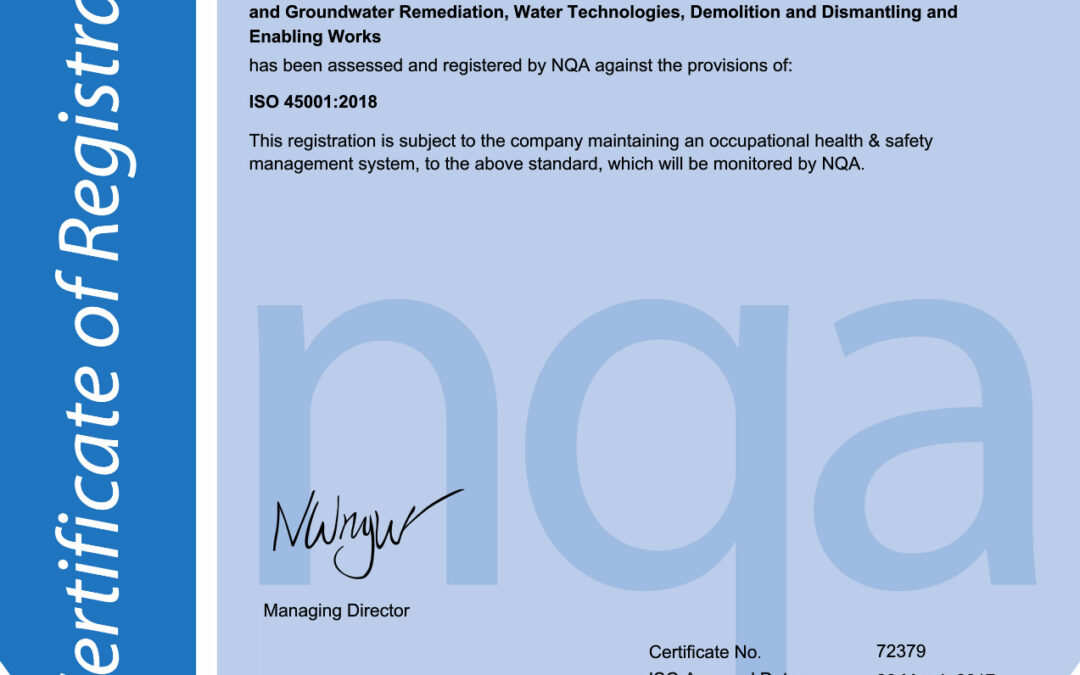 and Groundwater Remediation, Water Technologies, Demolition and Dismantling and
Enabling Works
has been assessed and registered by NQA against the provisions of:
ISO 45001:2018
This registration is subject to the company maintaining an occupational health & safety
management system, to the above standard, which will be monitored by NQA.
nqa
Managing Director
Certificate No. 72379
ertificate of Registra